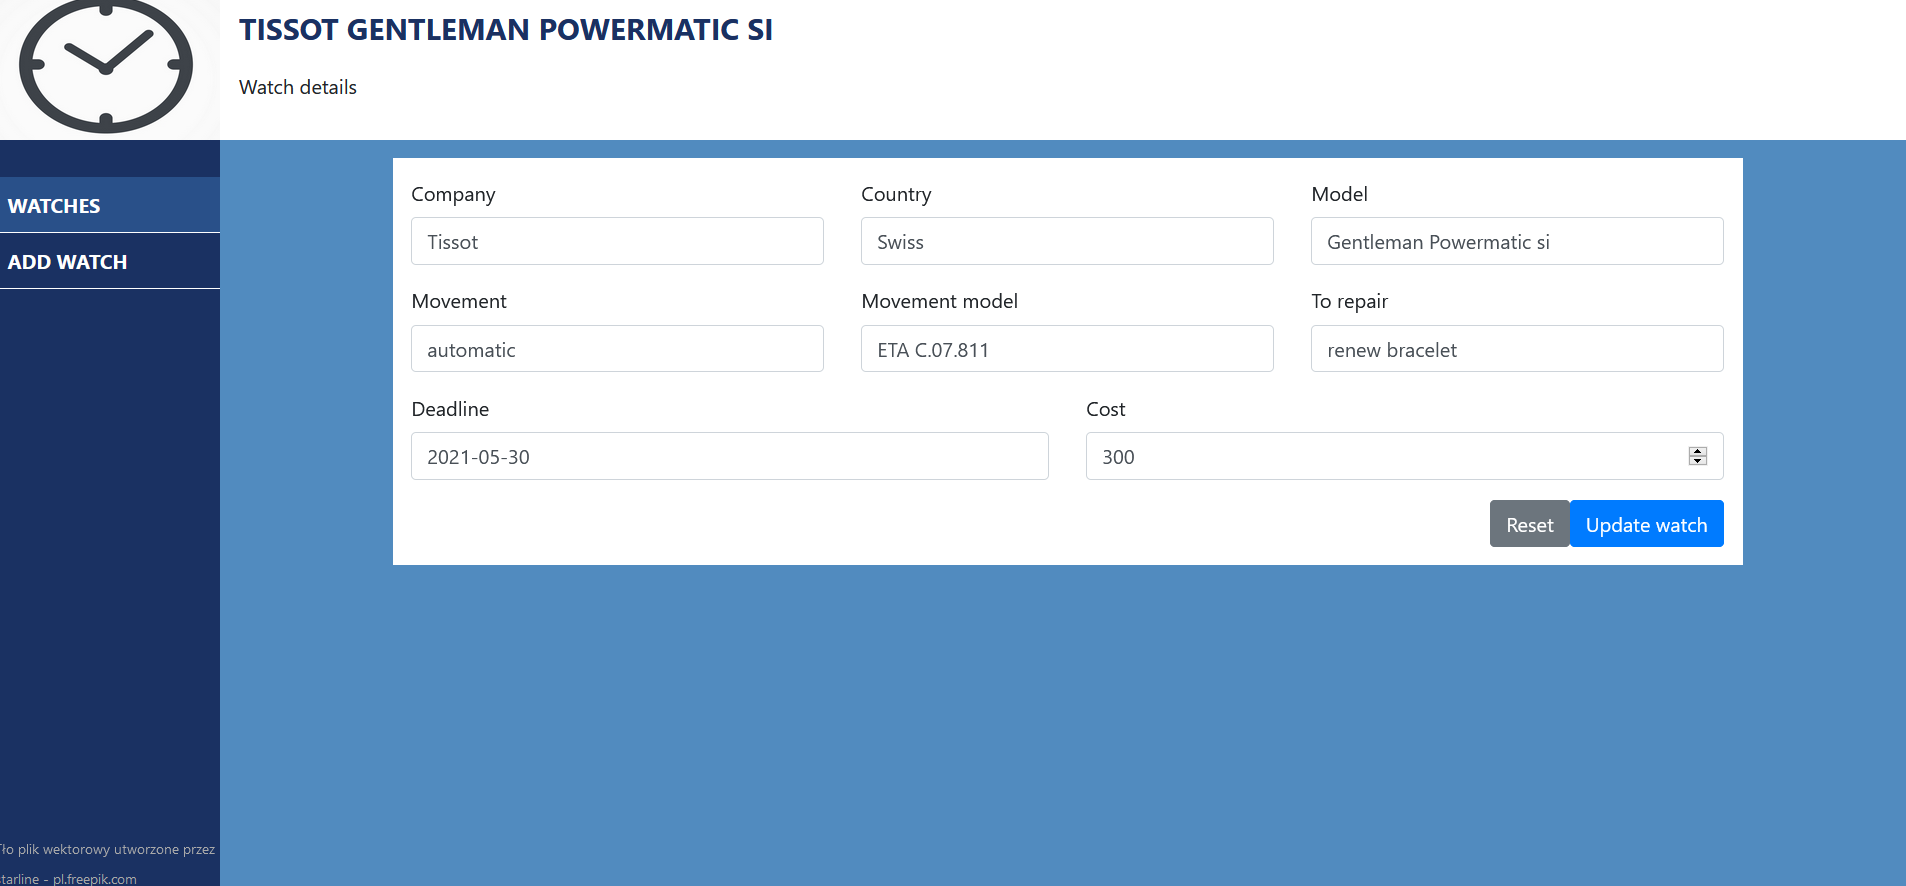 TISSOT GENTLEMAN POWERMATIC SI
Watch details
WATCHES
ADD WATCH
Company
Country
Model
Tissot
Swiss
Gentleman Powermatic si
Movement
Movement model
To repair
automatic
ETA C.07.811
renew bracelet
Deadline
Cost
2021-05-30
300
Reset
Update watch
Tło plik wektorowy utworzone przez
starline - pl.freepik.com